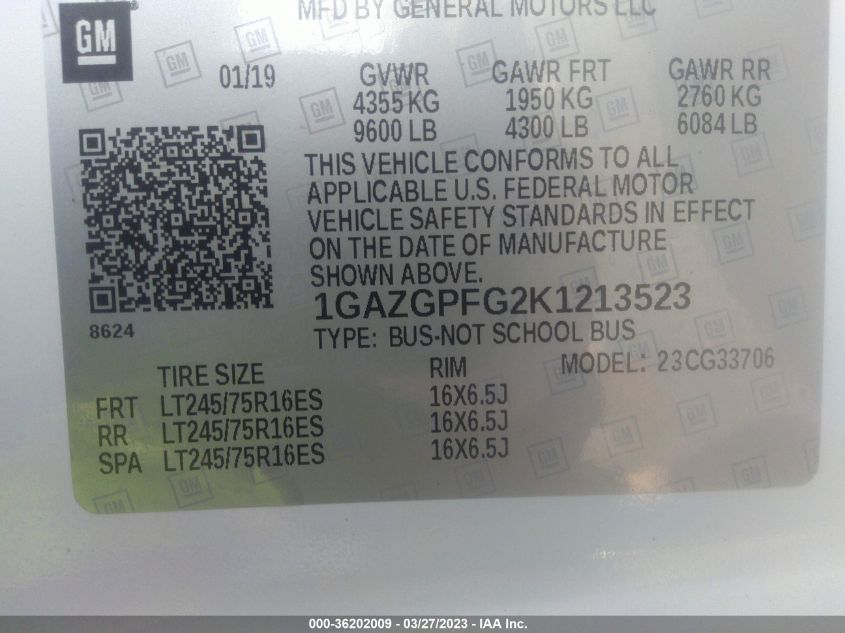 MFD BY GENERAL MOTORS LLC
GM
01/19 GVWR GAWR FRT GAWR RR
4355 KG 1950 KG 2760 KG
9600 LB 4300 LB 6084 LB
THIS VEHICLE CONFORMS TO ALL
APPLICABLE U.S. FEDERAL MOTOR
VEHICLE SAFETY STANDARDS IN EFFECT
ON THE DATE OF MANUFACTURE
SHOWN ABOVE.
1GAZGPFG2K1213523
8624
TYPE: BUS-NOT SCHOOL BUS
MODEL: 23CG33706
TIRE SIZE RIM
FRT LT245/75R16ES 16X6.5J
RR LT245/75R16ES 16X6.5J
SPA LT245/75R16ES 16X6.5J
000-36202009 - 03/27/2023 - IAA Inc.